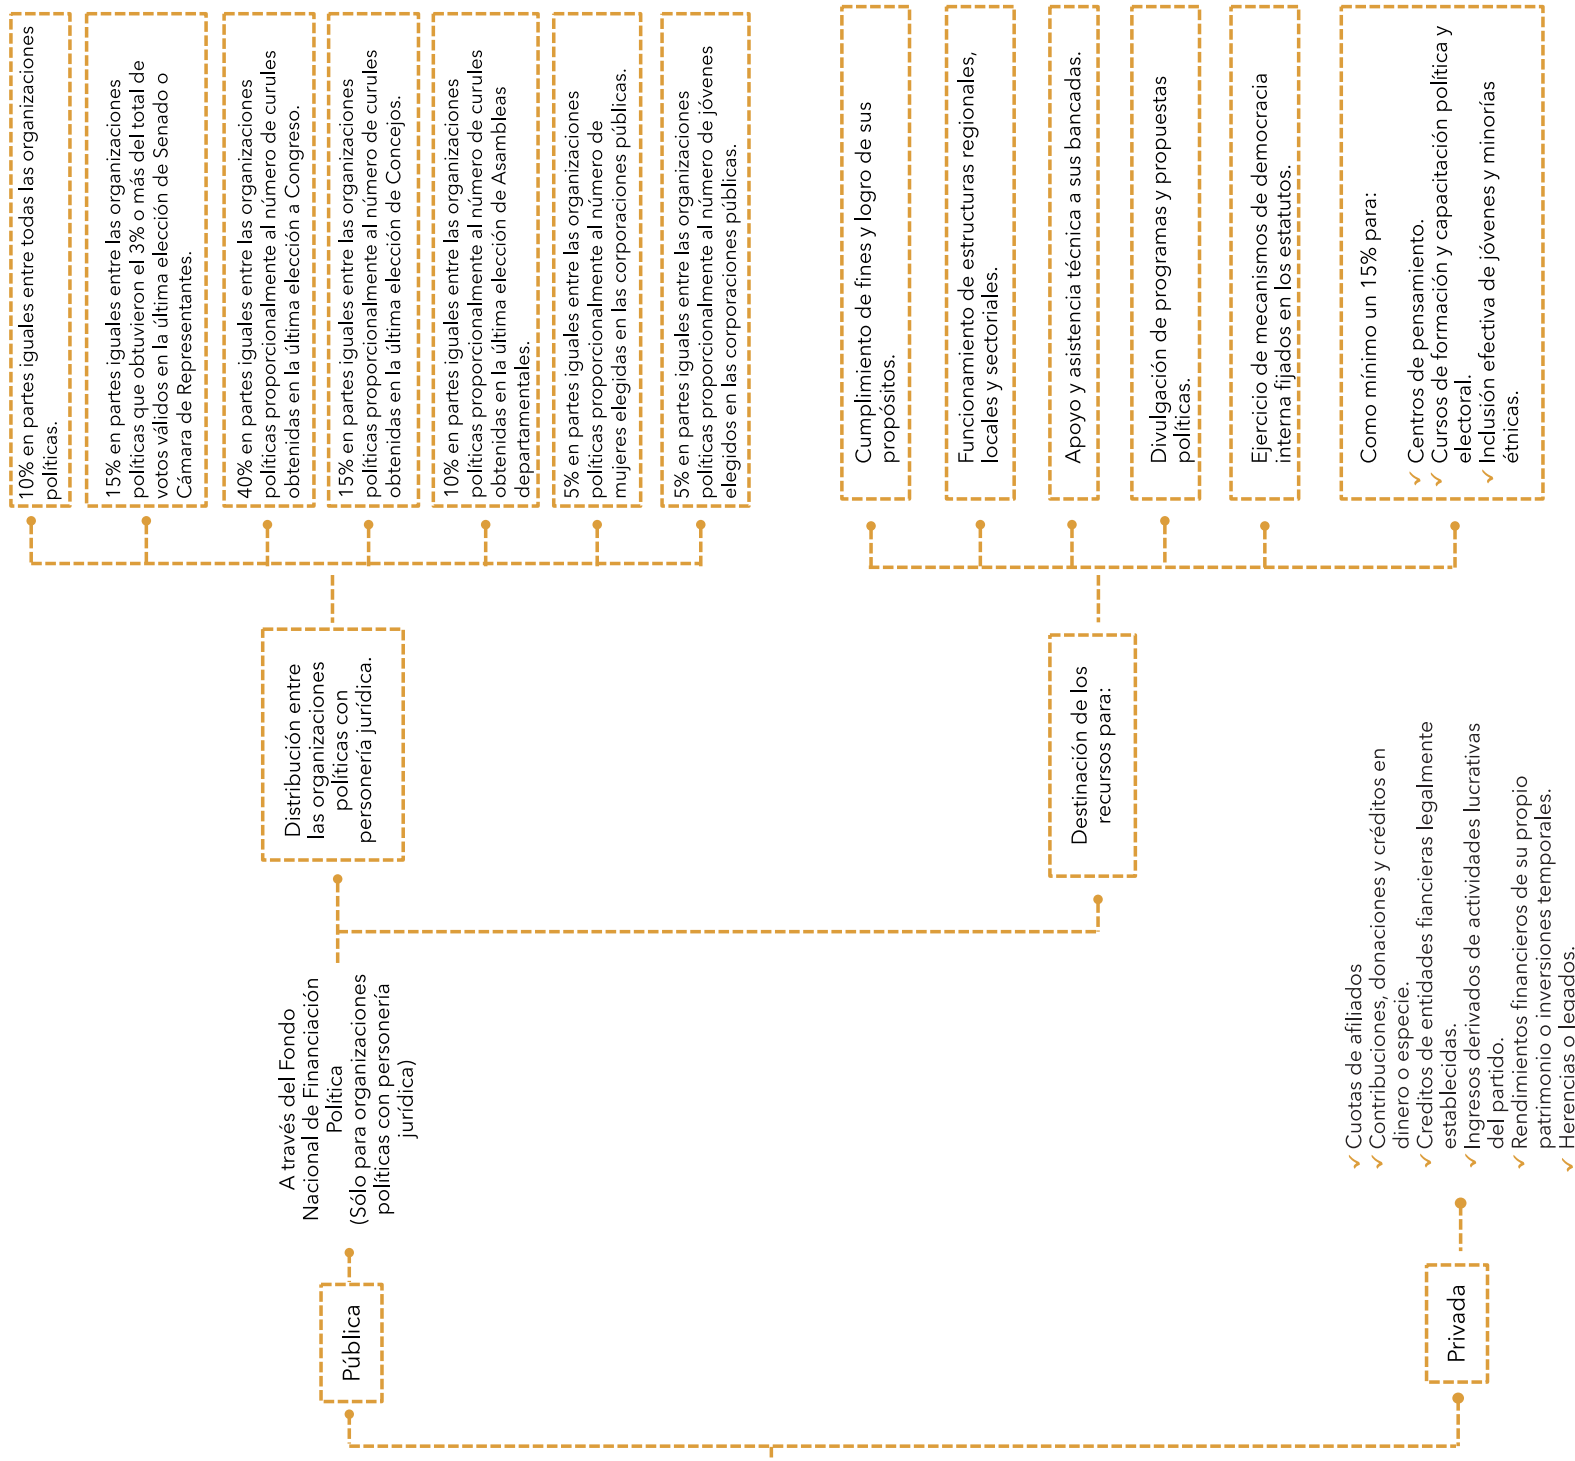 Pública
A través del Fondo
Nacional de Financiación
Política
(Sólo para organizaciones
políticas con personería
jurídica)
Distribución entre
las organizaciones
políticas con
personería jurídica.
10% en partes iguales entre todas las organizaciones
políticas.
15% en partes iguales entre las organizaciones
políticas que obtuvieron el 3% o más del total de
votos válidos en la última elección de Senado o
Cámara de Representantes.
40% en partes iguales entre las organizaciones
políticas proporcionalmente al número de curules
obtenidas en la última elección a Congreso.
15% en partes iguales entre las organizaciones
políticas proporcionalmente al número de curules
obtenidas en la última elección de Concejos.
10% en partes iguales entre las organizaciones
políticas proporcionalmente al número de curules
obtenidas en la última elección de Asambleas
departamentales.
5% en partes iguales entre las organizaciones
políticas proporcionalmente al número de
mujeres elegidas en las corporaciones públicas.
5% en partes iguales entre las organizaciones
políticas proporcionalmente al número de jóvenes
elegidos en las corporaciones públicas.
Destinación de los
recursos para:
Cumplimiento de fines y logro de sus
propósitos.
Funcionamiento de estructuras regionales,
locales y sectoriales.
Apoyo y asistencia técnica a sus bancadas.
Divulgación de programas y propuestas
políticas.
Ejercicio de mecanismos de democracia
interna fijados en los estatutos.
Como mínimo un 15% para:
✓ Centros de pensamiento.
✓ Cursos de formación y capacitación política y
electoral.
✓ Inclusión efectiva de jóvenes y minorías
étnicas.
Privada
✓ Cuotas de afiliados
✓ Contribuciones, donaciones y créditos en
dinero o especie.
✓ Creditos de entidades fiancieras legalmente
establecidas.
✓ Ingresos derivados de actividades lucrativas
del partido.
✓ Rendimientos financieros de su propio
patrimonio o inversiones temporales.
✓ Herencias o legados.